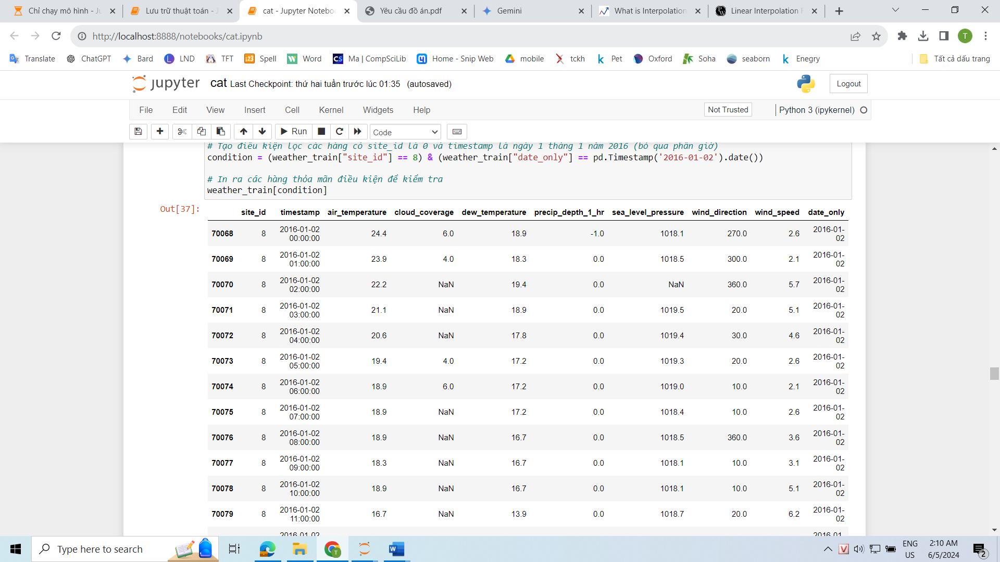 Chỉ chạy mô hình - Ju
Lưu trữ thuật toán - J
cat - Jupyter Notebo
Yêu cầu đồ án.pdf
Gemini
What is Interpolation
Linear Interpolation F
http://localhost:8888/notebooks/cat.ipynb
T
Translate ChatGPT Bard LND TFT Spell Word Ma | CompSciLib Home - Snip Web mobile tckh Pet Oxford Soha seaborn Enegry Tất cả dấu trang
jupyter cat Last Checkpoint: thứ hai tuần trước lúc 01:35 (autosaved)
Logout
File Edit View Insert Cell Kernel Widgets Help Not Trusted Python 3 (ipykernel)
Run Code
# Tạo điều kiện lọc các hàng có site_id là 0 và timestamp là ngày 1 tháng 1 năm 2016 (bỏ qua phần giờ)
condition = (weather_train["site_id"] == 8) & (weather_train["date_only"] == pd.Timestamp('2016-01-02').date())
# In ra các hàng thỏa mãn điều kiện để kiểm tra
weather_train[condition]
Out[37]:
site_id timestamp air_temperature cloud_coverage dew_temperature precip_depth_1_hr sea_level_pressure wind_direction wind_speed date_only
70068 8 2016-01-02 00:00:00 24.4 6.0 18.9 -1.0 1018.1 270.0 2.6 2016-01-02
70069 8 2016-01-02 01:00:00 23.9 4.0 18.3 0.0 1018.5 300.0 2.1 2016-01-02
70070 8 2016-01-02 02:00:00 22.2 NaN 19.4 0.0 NaN 360.0 5.7 2016-01-02
70071 8 2016-01-02 03:00:00 21.1 NaN 18.9 0.0 1019.5 20.0 5.1 2016-01-02
70072 8 2016-01-02 04:00:00 20.6 NaN 17.8 0.0 1019.4 30.0 4.6 2016-01-02
70073 8 2016-01-02 05:00:00 19.4 4.0 17.2 0.0 1019.3 20.0 2.6 2016-01-02
70074 8 2016-01-02 06:00:00 18.9 6.0 17.2 0.0 1019.0 10.0 2.1 2016-01-02
70075 8 2016-01-02 07:00:00 18.9 NaN 17.2 0.0 1018.4 10.0 2.6 2016-01-02
70076 8 2016-01-02 08:00:00 18.9 NaN 16.7 0.0 1018.5 360.0 3.6 2016-01-02
70077 8 2016-01-02 09:00:00 18.3 NaN 16.7 0.0 1018.1 10.0 3.1 2016-01-02
70078 8 2016-01-02 10:00:00 18.9 NaN 16.7 0.0 1018.1 10.0 5.1 2016-01-02
70079 8 2016-01-02 11:00:00 16.7 NaN 13.9 0.0 1018.7 20.0 6.2 2016-01-02
2016-01-02 2016-01-
Type here to search
ENG
US
2:10 AM
6/5/2024
2